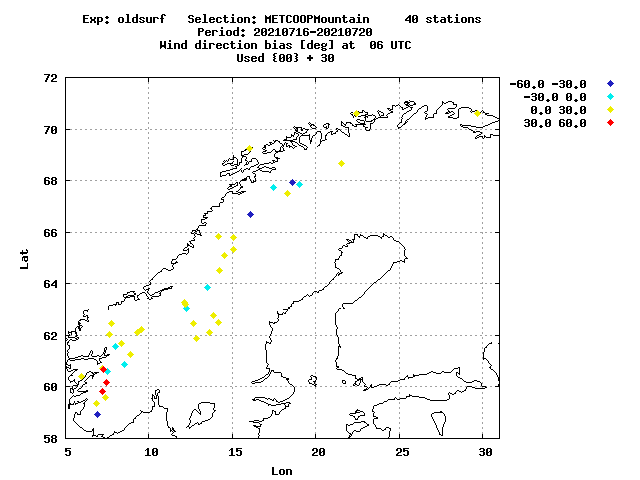 Exp: oldsurf   Selection: METCOOPMountain     40 stations
Period: 20210716-20210720
Wind direction bias [deg] at  06 UTC
Used {00} + 30
-60.0 -30.0
-30.0 0.0
0.0 30.0
30.0 60.0
72
70
68
66
64
62
60
58
Lat
5 10 15 20 25 30
Lon